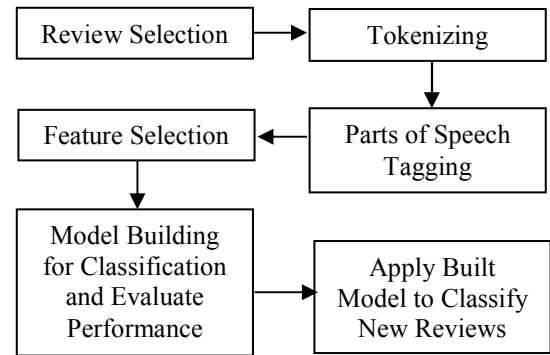 Review Selection
Tokenizing
Parts of Speech
Tagging
Feature Selection
Model Building
for Classification
and Evaluate
Performance
Apply Built
Model to Classify
New Reviews